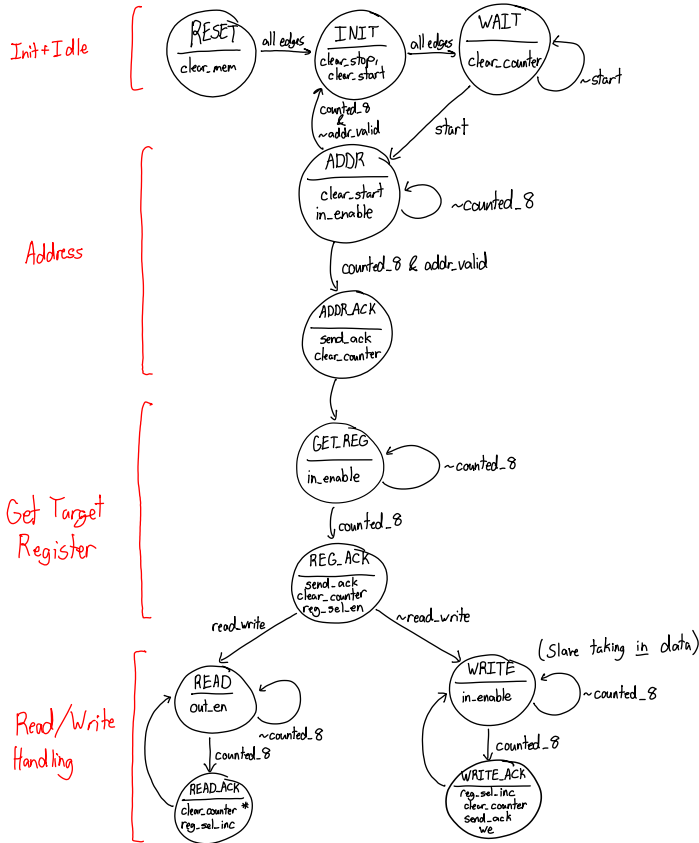 Init+Idle
RESET
clear_mem
all edges
INIT
clear_stop,
clear_start
all edges
WAIT
clear_counter
~start
start
counted_8
&
~addr_valid
Address
ADDR
clear_start
in_enable
~counted_8
counted_8 & addr_valid
ADDR_ACK
send_ack
clear_counter
Get Target
Register
GET_REG
in_enable
~counted_8
counted_8
REG_ACK
send_ack
clear_counter
reg_sel_en
read_write
~read_write
Read/Write
Handling
READ
out_en
~counted_8
counted_8
READ_ACK
clear_counter *
reg_sel_inc
(Slave taking in data)
WRITE
in_enable
~counted_8
counted_8
WRITE_ACK
reg_sel_inc
clear_counter
send_ack
we